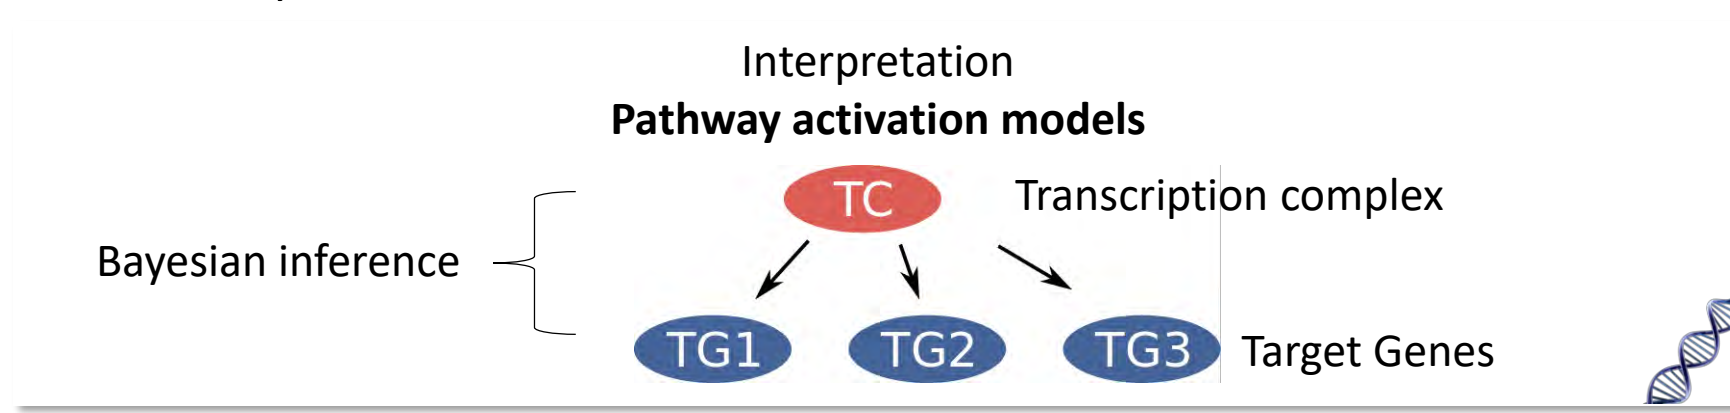 Interpretation
Pathway activation models
TC
Transcription complex
Bayesian inference
TG1 TG2 TG3
Target Genes